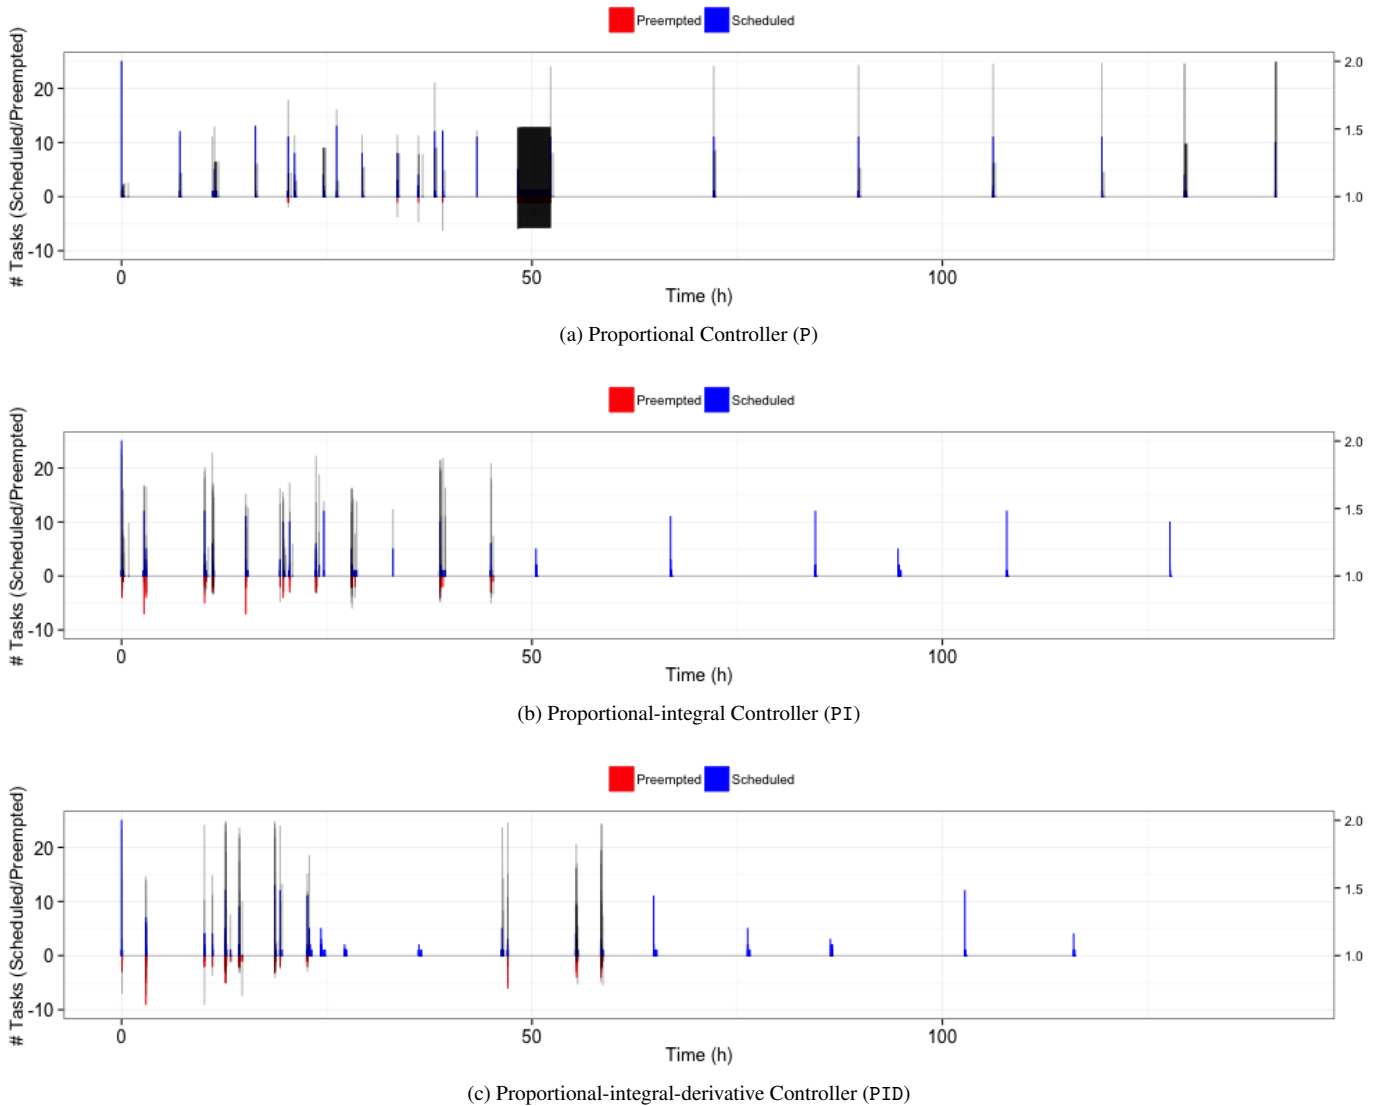 Preempted Scheduled
# Tasks (Scheduled/Preempted)
20
10
0
-10
2.0
1.5
1.0
0 50 100
Time (h)
(a) Proportional Controller (P)
Preempted Scheduled
# Tasks (Scheduled/Preempted)
20
10
0
-10
2.0
1.5
1.0
0 50 100
Time (h)
(b) Proportional-integral Controller (PI)
Preempted Scheduled
# Tasks (Scheduled/Preempted)
20
10
0
-10
2.0
1.5
1.0
0 50 100
Time (h)
(c) Proportional-integral-derivative Controller (PID)